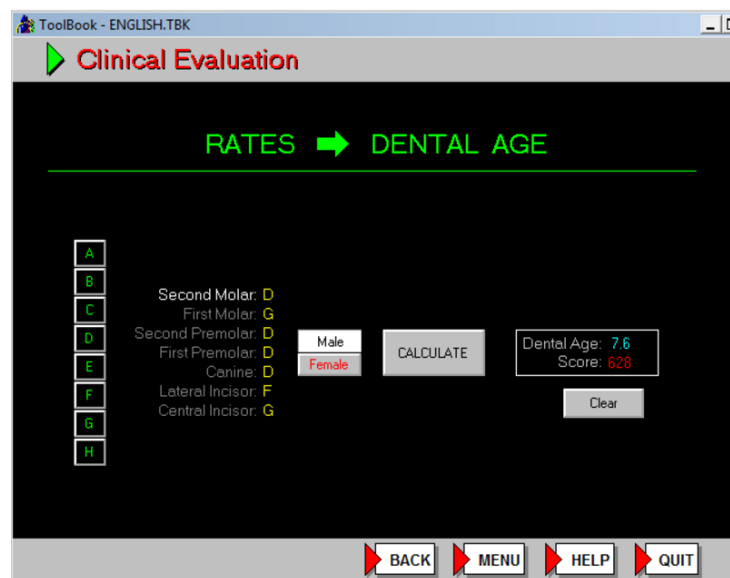 ToolBook - ENGLISH.TBK
Clinical Evaluation
RATES DENTAL AGE
A
B
C
D
E
F
G
H
Second Molar: D
First Molar: G
Second Premolar: D
First Premolar: D
Canine: D
Lateral Incisor: F
Central Incisor: G
Male
Female
CALCULATE
Dental Age: 7.6
Score: 628
Clear
BACK MENU HELP QUIT